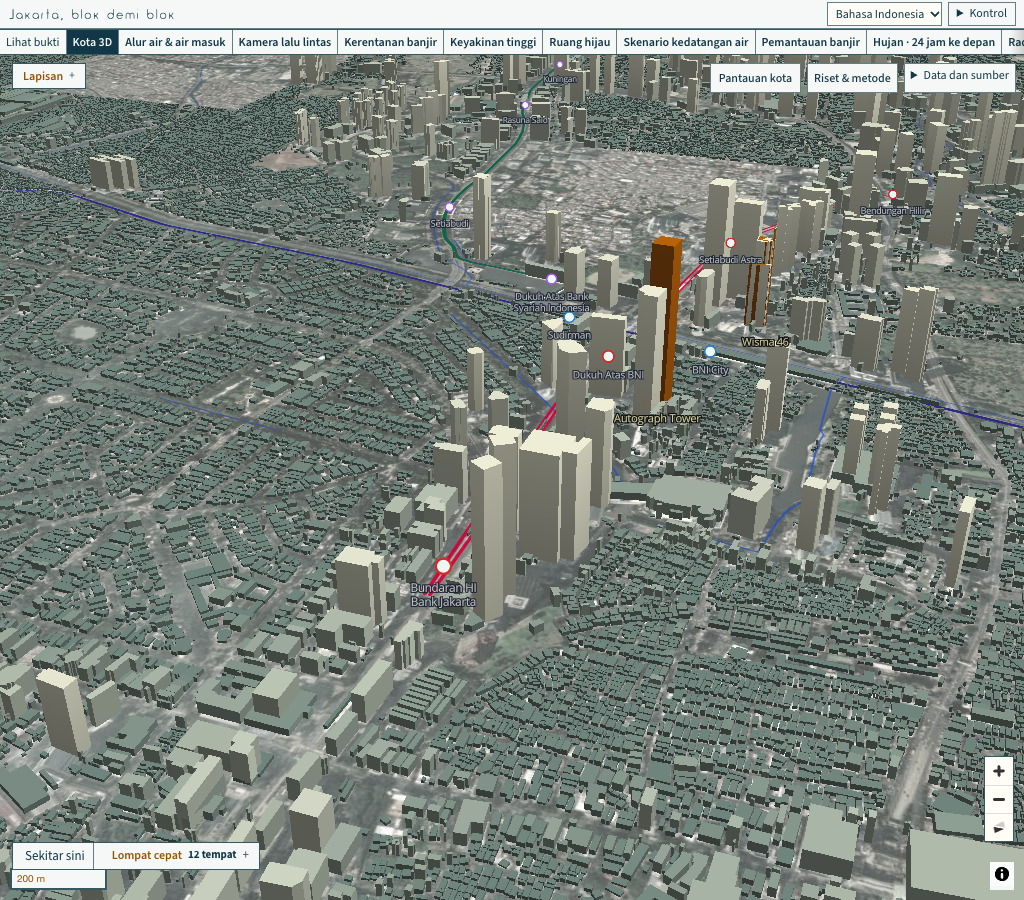 Jakarta, blok demi blok
Bahasa Indonesia
Kontrol
Lihat bukti
Kota 3D
Alur air & air masuk
Kamera lalu lintas
Kerentanan banjir
Keyakinan tinggi
Ruang hijau
Skenario kedatangan air
Pemantauan banjir
Hujan · 24 jam ke depan
Lapisan +
Pantauan kota
Riset & metode
Data dan sumber
Kuningan
Rasuna Said
Setiabudi
Bendungan Hilir
Setiabudi Astra
Dukuh Atas Bank
Syariah Indonesia
Sudirman
Wisma 46
Dukuh Atas BNI
BNI City
Autograph Tower
Bundaran HI
Bank Jakarta
Sekitar sini
Lompat cepat 12 tempat +
200 m